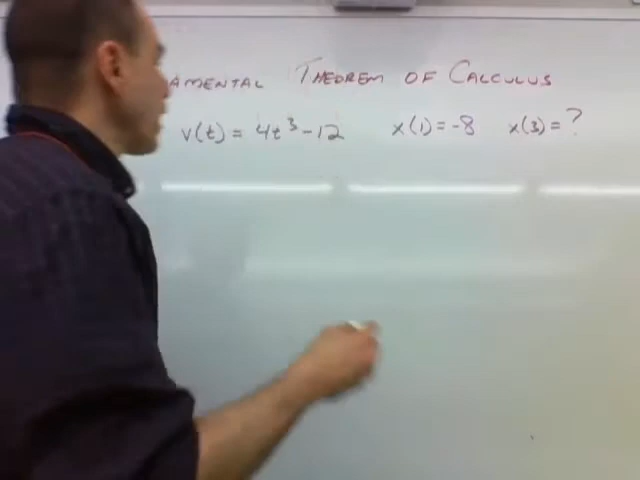 AMENTAL THEOREM OF CALCULUS
v(t) = 4t³-12 x(1)=-8 x(3)=?